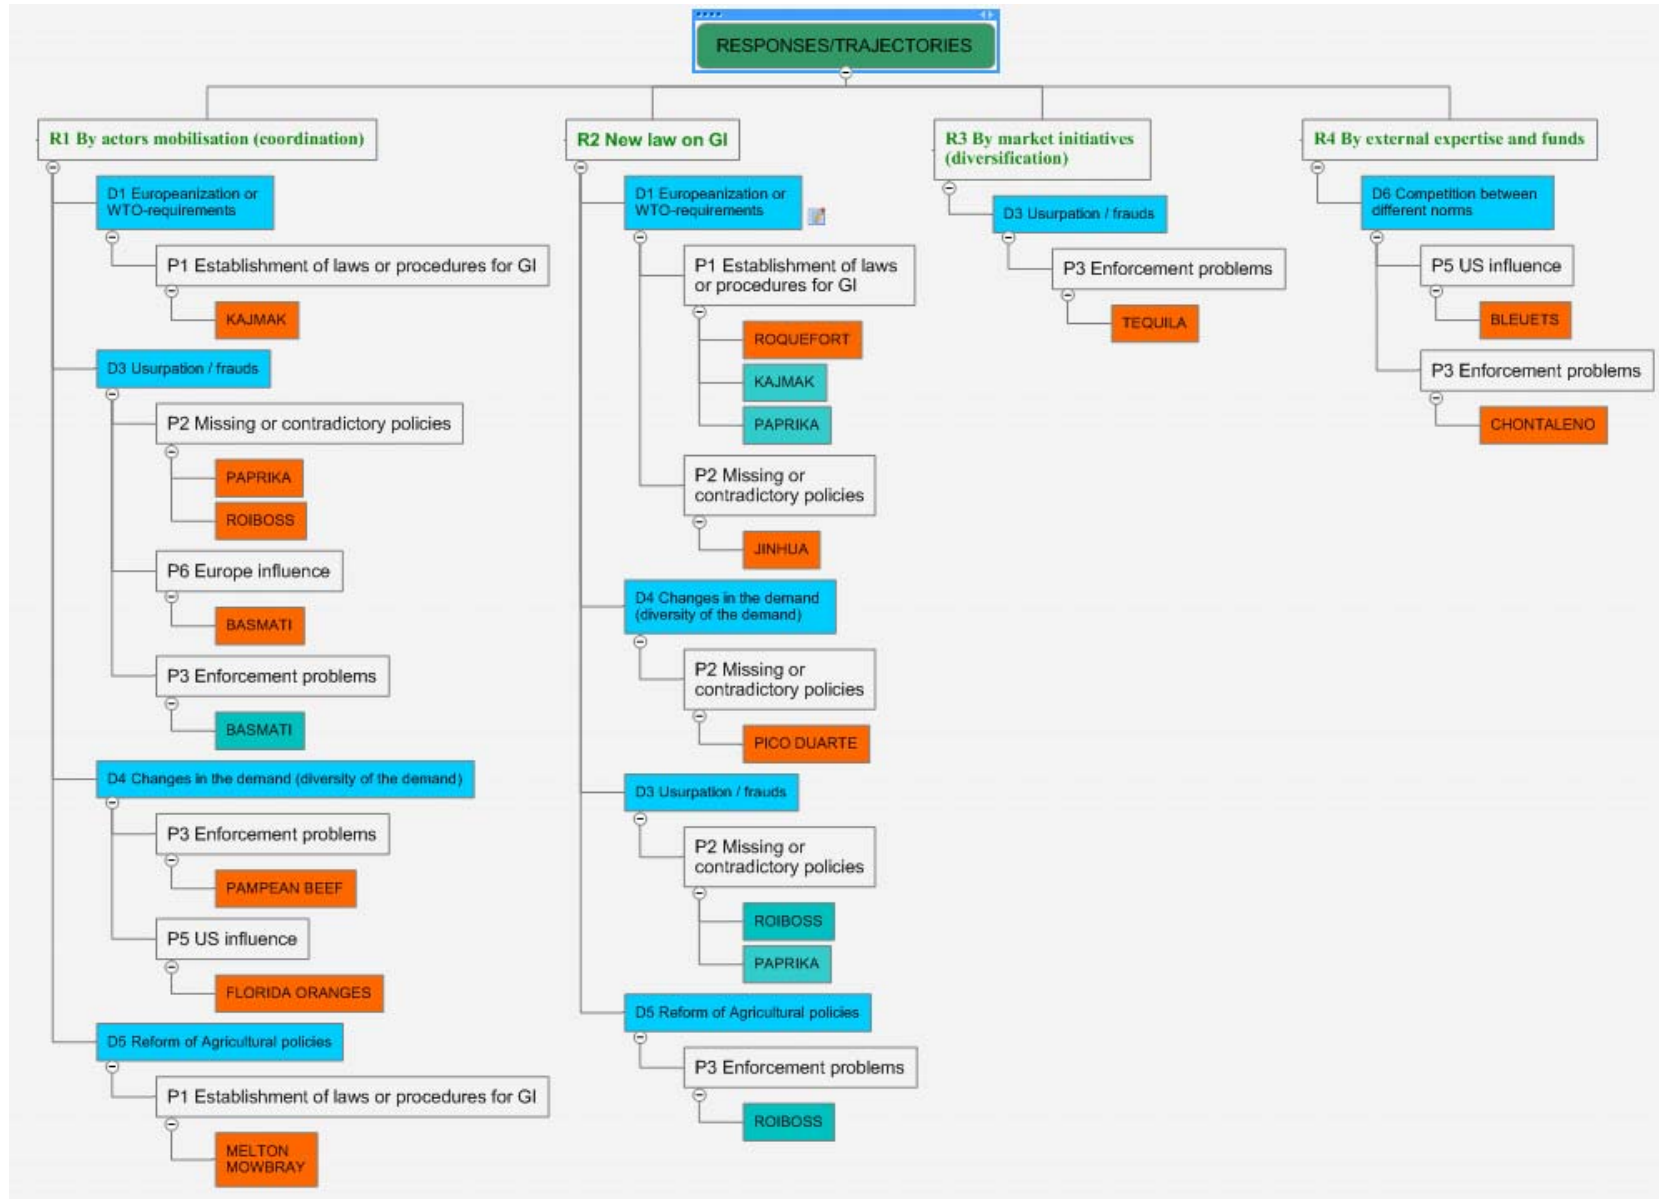 RESPONSES/TRAJECTORIES
R1 By actors mobilisation (coordination)
D1 Europeanization or
WTO-requirements
P1 Establishment of laws or procedures for GI
KAJMAK
D3 Usurpation / frauds
P2 Missing or contradictory policies
PAPRIKA
ROIBOSS
P6 Europe influence
BASMATI
P3 Enforcement problems
BASMATI
D4 Changes in the demand (diversity of the demand)
P3 Enforcement problems
PAMPEAN BEEF
P5 US influence
FLORIDA ORANGES
D5 Reform of Agricultural policies
P1 Establishment of laws or procedures for GI
MELTON
MOWBRAY
R2 New law on GI
D1 Europeanization or
WTO-requirements
P1 Establishment of laws
or procedures for GI
ROQUEFORT
KAJMAK
PAPRIKA
P2 Missing or
contradictory policies
JINHUA
D4 Changes in the demand
(diversity of the demand)
P2 Missing or
contradictory policies
PICO DUARTE
D3 Usurpation / frauds
P2 Missing or
contradictory policies
ROIBOSS
PAPRIKA
D5 Reform of Agricultural policies
P3 Enforcement problems
ROIBOSS
R3 By market initiatives
(diversification)
D3 Usurpation / frauds
P3 Enforcement problems
TEQUILA
R4 By external expertise and funds
D6 Competition between
different norms
P5 US influence
BLEUETS
P3 Enforcement problems
CHONTALENO